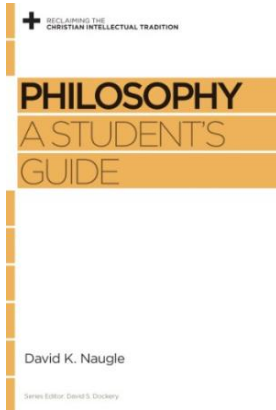 RECLAIMING THE
CHRISTIAN INTELLECTUAL TRADITION
PHILOSOPHY
A STUDENT'S
GUIDE
David K. Naugle
Series Editor: David S. Dockery